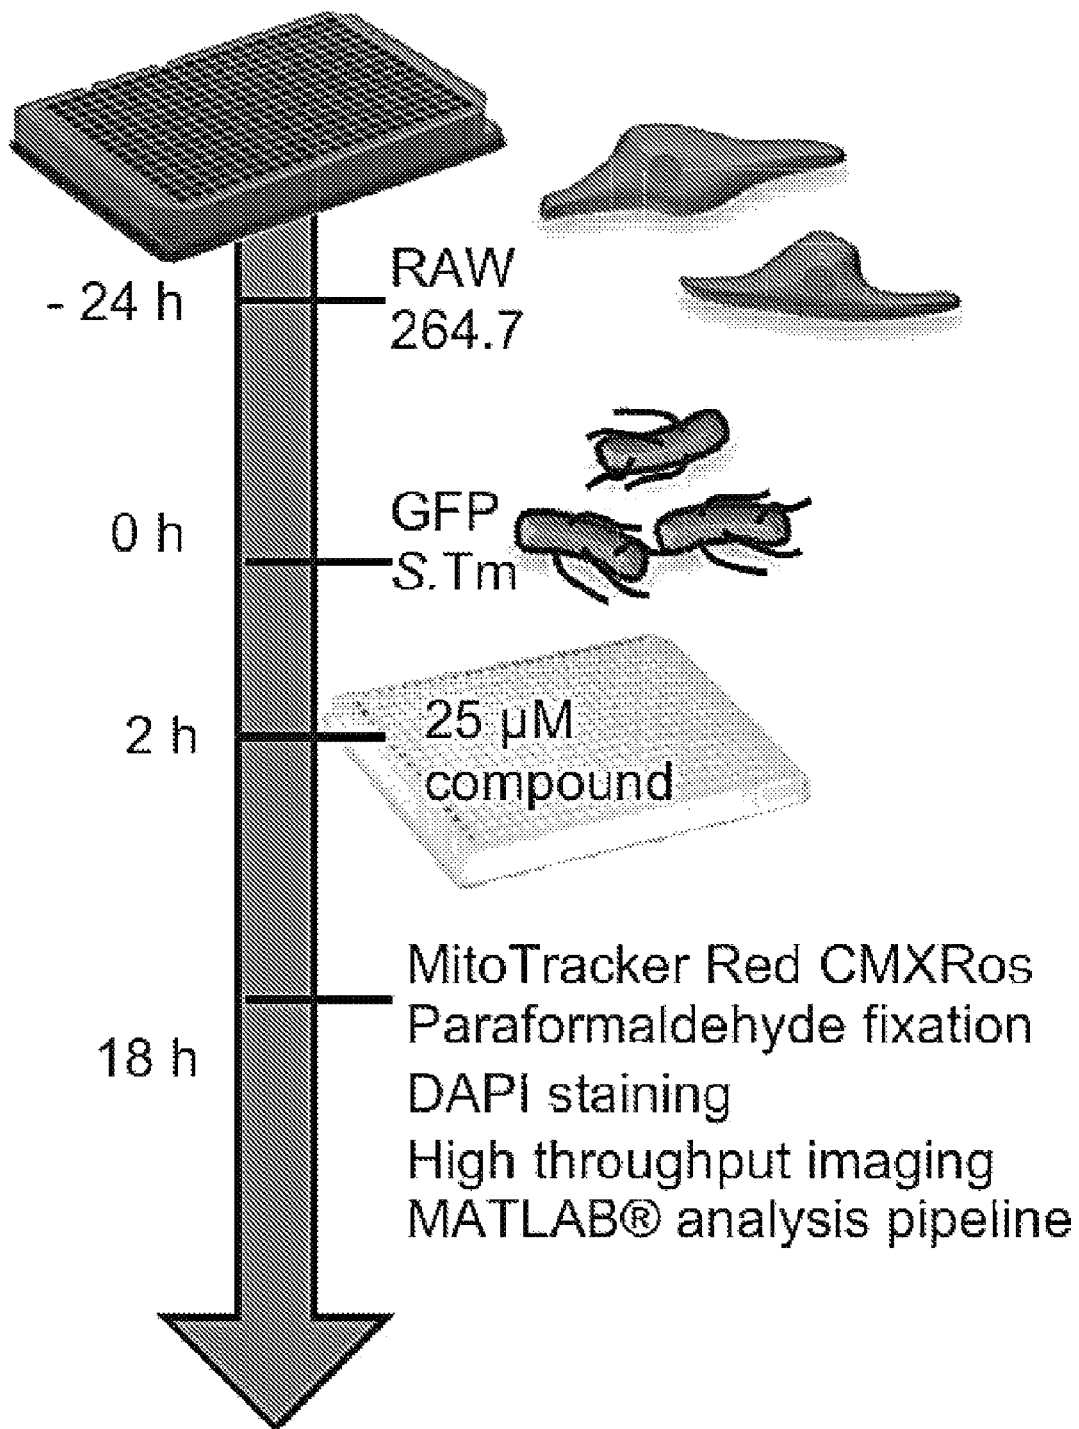 - 24 h
RAW
264.7
0 h
GFP
S.Tm
2 h
25 µM
compound
18 h
MitoTracker Red CMXRos
Paraformaldehyde fixation
DAPI staining
High throughput imaging
MATLAB® analysis pipeline